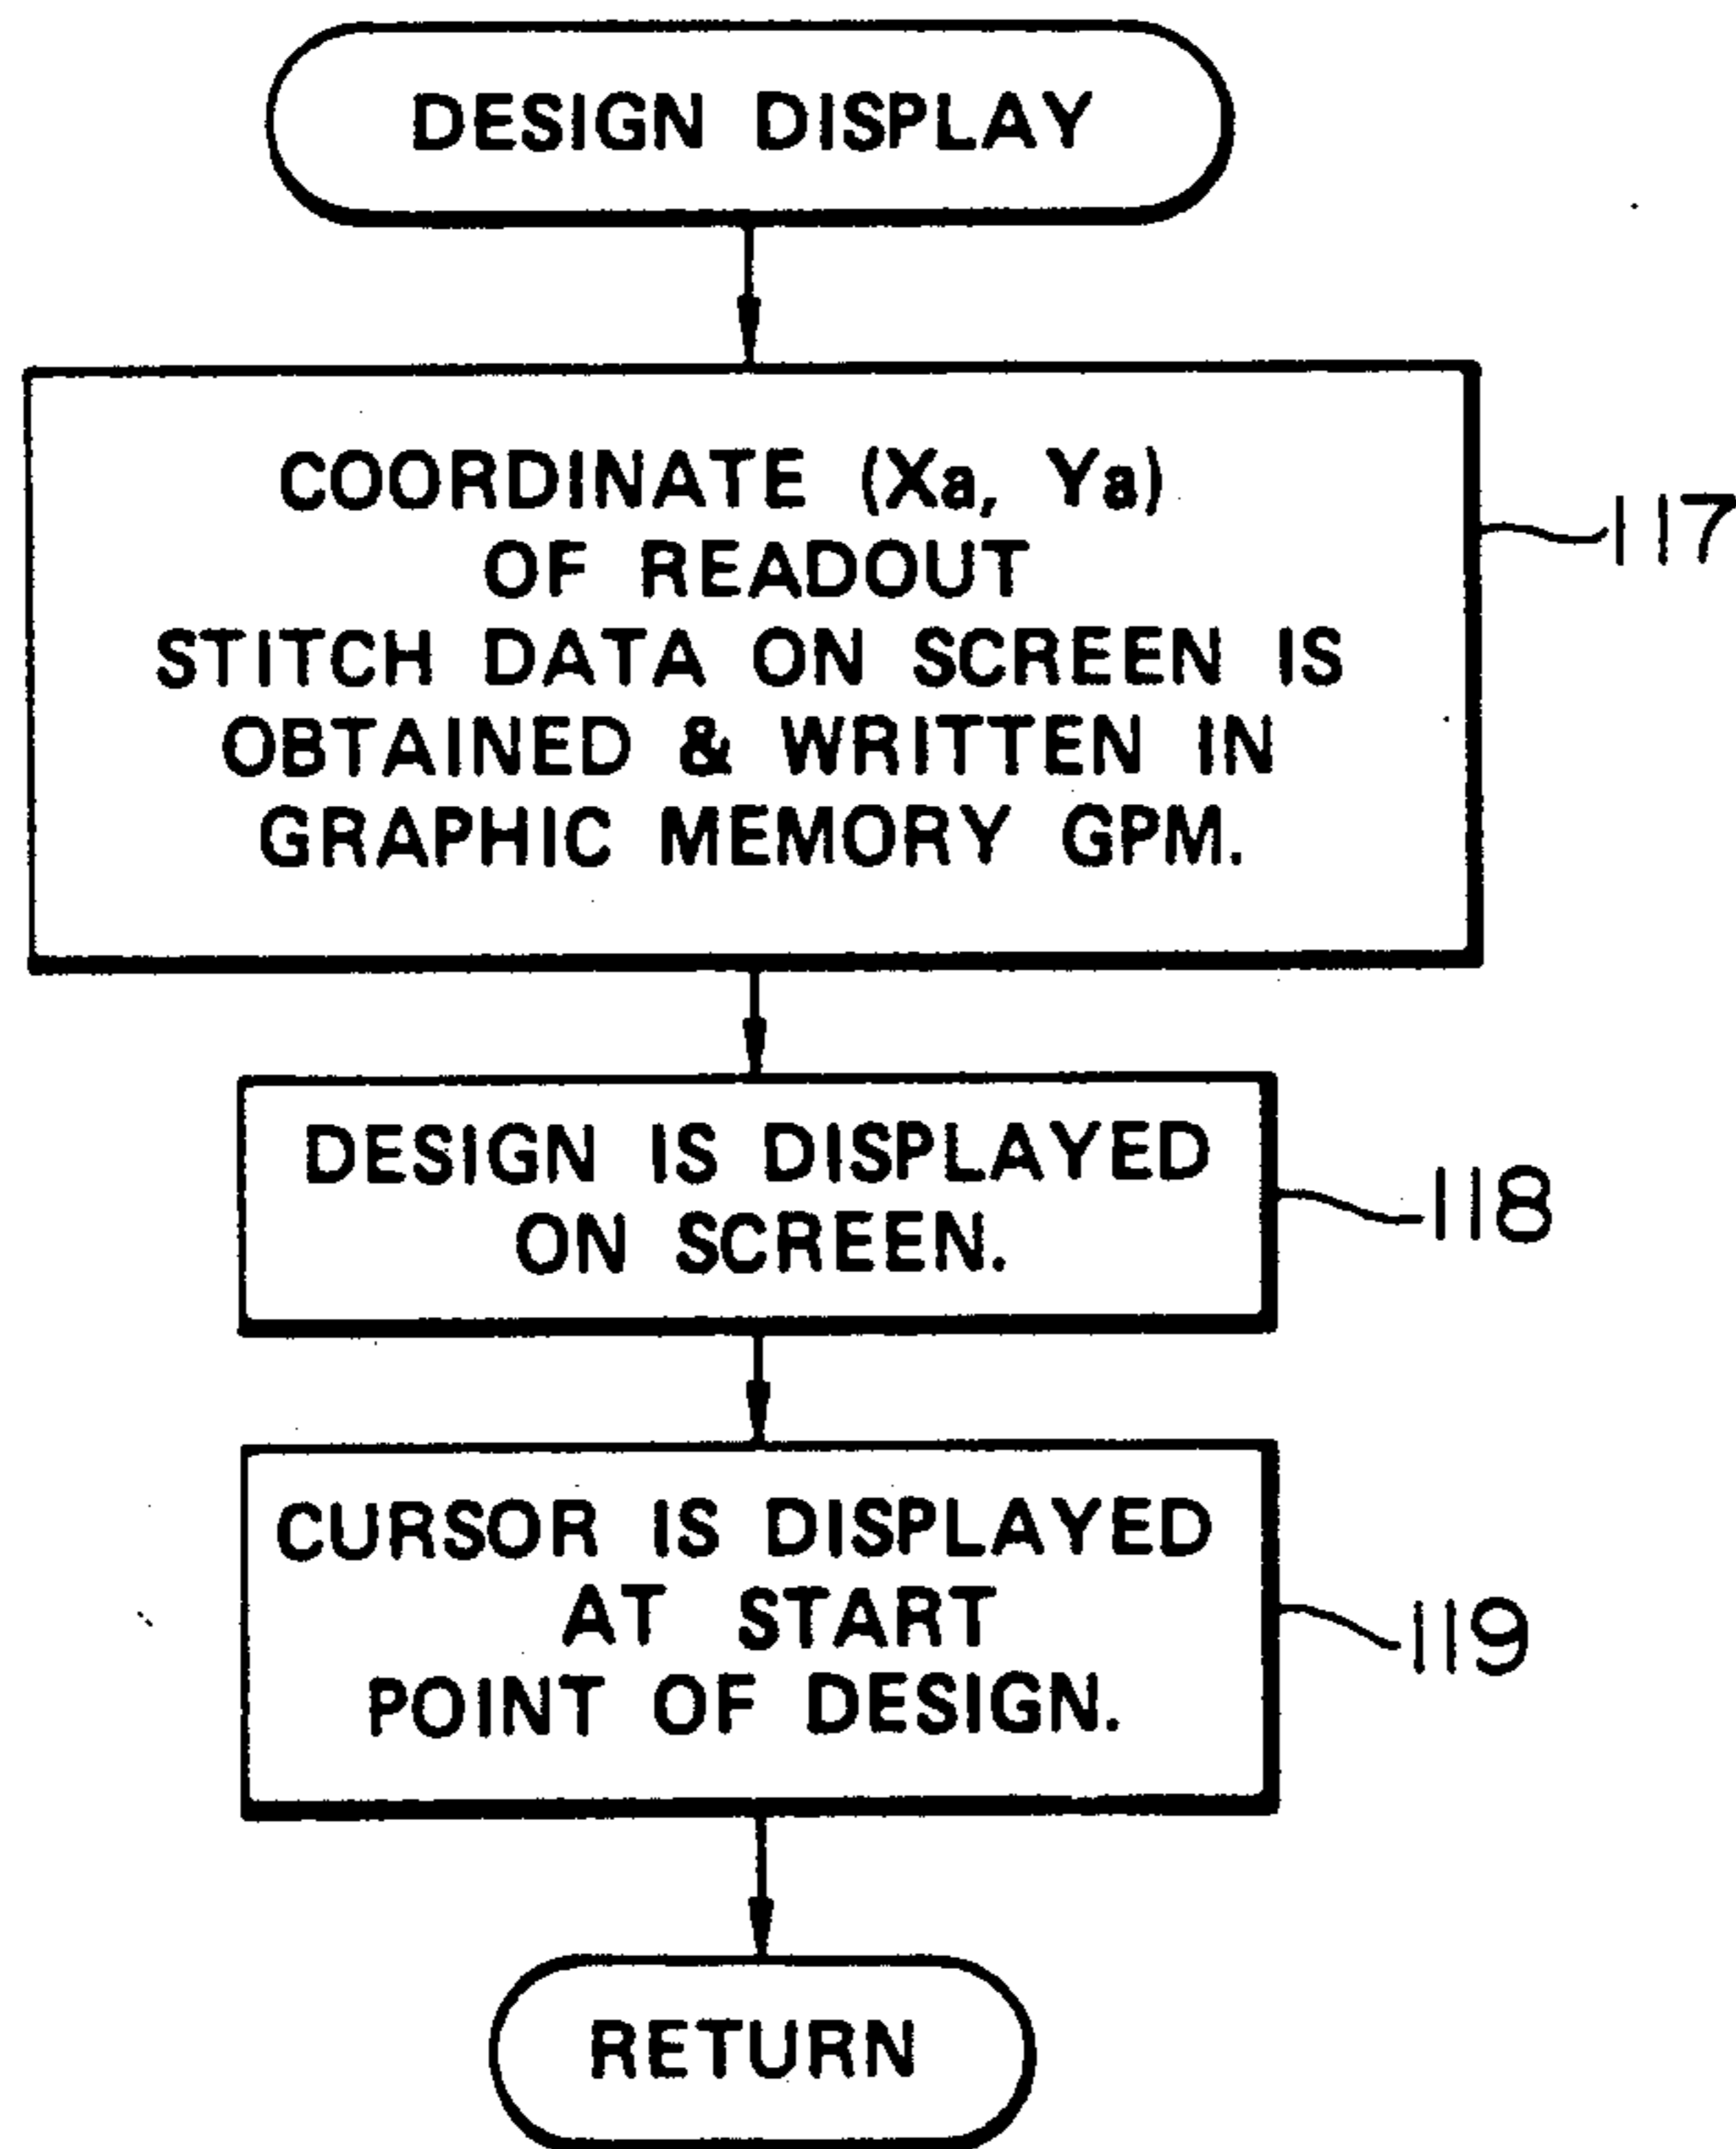 DESIGN DISPLAY
COORDINATE (Xa, Ya)
OF READOUT
STITCH DATA ON SCREEN IS
OBTAINED & WRITTEN IN
GRAPHIC MEMORY GPM.
117
DESIGN IS DISPLAYED
ON SCREEN.
118
CURSOR IS DISPLAYED
AT START
POINT OF DESIGN.
119
RETURN